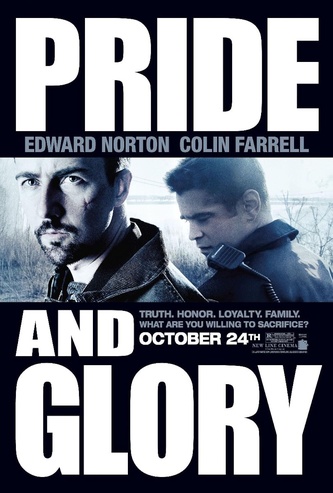 PRIDE
EDWARD NORTON COLIN FARRELL
TRUTH. HONOR. LOYALTY. FAMILY.
WHAT ARE YOU WILLING TO SACRIFICE?
AND
OCTOBER 24TH
NEW LINE CINEMA
GLORY